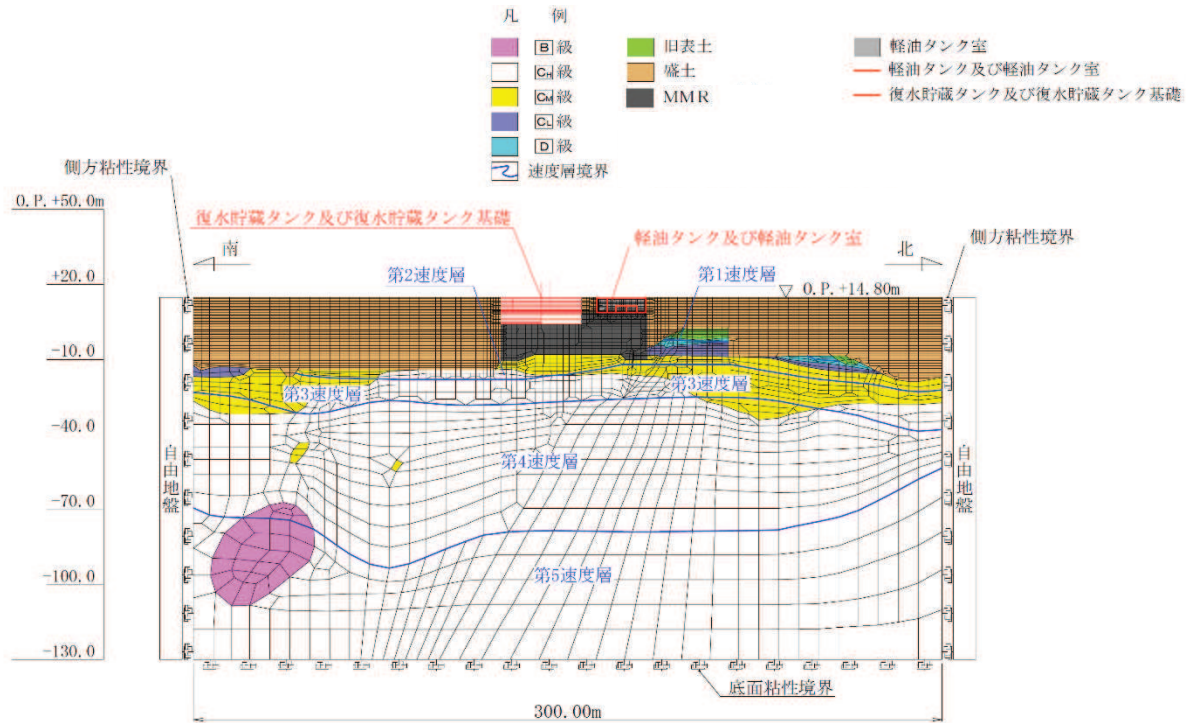 凡 例
B級
CH級
CM級
CL級
D級
速度層境界
旧表土
盛土
MMR
軽油タンク室
軽油タンク及び軽油タンク室
復水貯蔵タンク及び復水貯蔵タンク基礎
側方粘性境界
O.P.+50.0m
復水貯蔵タンク及び復水貯蔵タンク基礎
軽油タンク及び軽油タンク室
側方粘性境界
南
北
+20.0
第2速度層
第1速度層
O.P.+14.80m
-10.0
第3速度層
第3速度層
-40.0
自由地盤
第4速度層
自由地盤
-70.0
第5速度層
-100.0
-130.0
底面粘性境界
300.00m